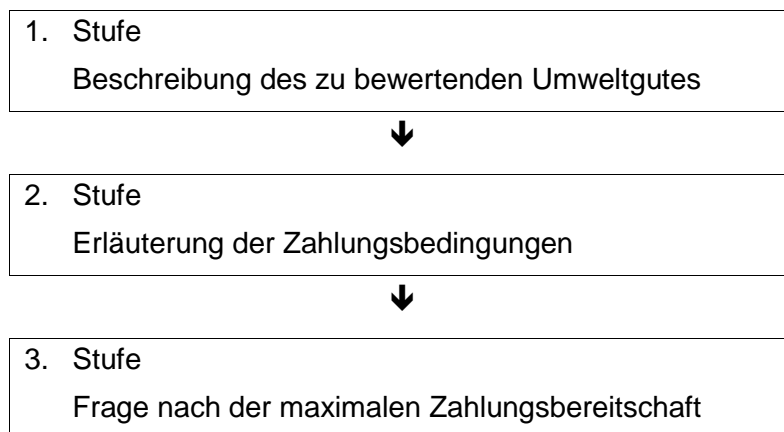 1. Stufe
Beschreibung des zu bewertenden Umweltgutes
2. Stufe
Erläuterung der Zahlungsbedingungen
3. Stufe
Frage nach der maximalen Zahlungsbereitschaft